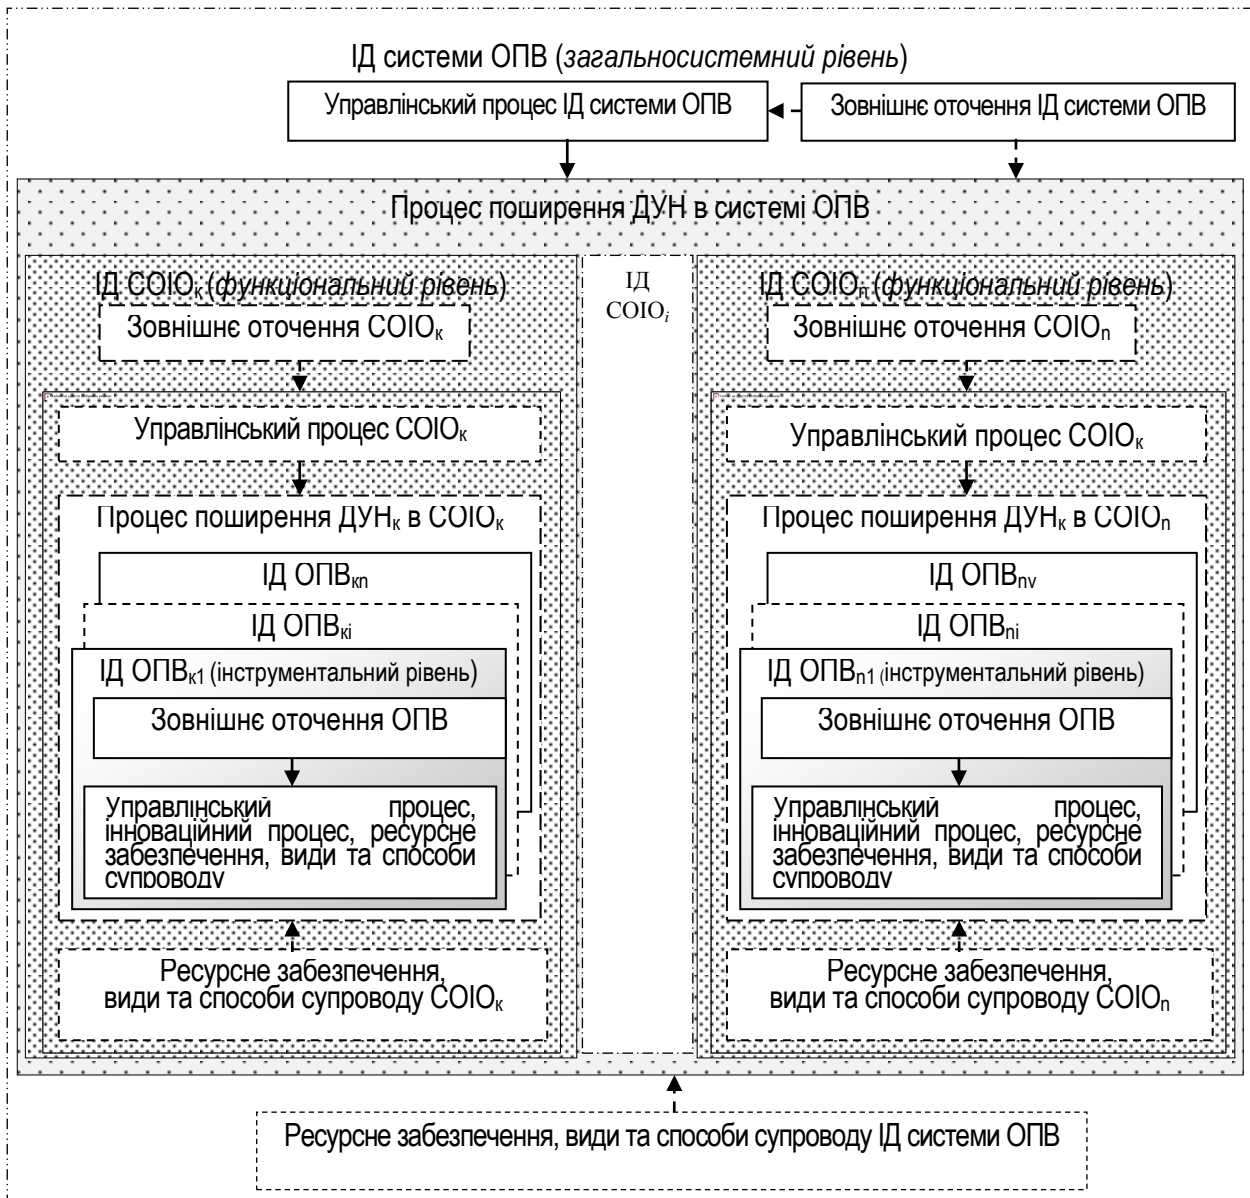 ІД системи ОПВ (загальносистемний рівень)
Управлінський процес ІД системи ОПВ
Зовнішнє оточення ІД системи ОПВ
Процес поширення ДУН в системі ОПВ
ІД СОІОк (функціональний рівень)
Зовнішнє оточення СОІОк
Управлінський процес СОІОк
Процес поширення ДУНк в СОІОк
ІД ОПВкn
ІД ОПВкi
ІД ОПВк1 (інструментальний рівень)
Зовнішнє оточення ОПВ
Управлінський процес,
інноваційний процес, ресурсне
забезпечення, види та способи
супроводу
Ресурсне забезпечення,
види та способи супроводу СОІОк
ІД
СОІОi
ІД СОІОn (функціональний рівень)
Зовнішнє оточення СОІОn
Управлінський процес СОІОк
Процес поширення ДУНк в СОІОn
ІД ОПВnv
ІД ОПВni
ІД ОПВn1 (інструментальний рівень)
Зовнішнє оточення ОПВ
Управлінський процес,
інноваційний процес, ресурсне
забезпечення, види та способи
супроводу
Ресурсне забезпечення,
види та способи супроводу СОІОn
Ресурсне забезпечення, види та способи супроводу ІД системи ОПВ